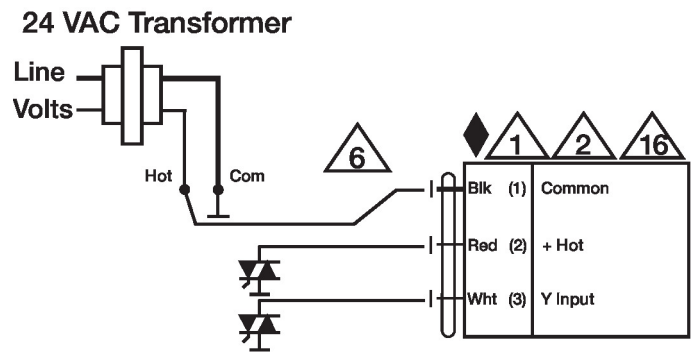 24 VAC Transformer
Line
Volts
Hot
Com
6
1
2
16
Blk (1) Common
Red (2) + Hot
Wht (3) Y Input